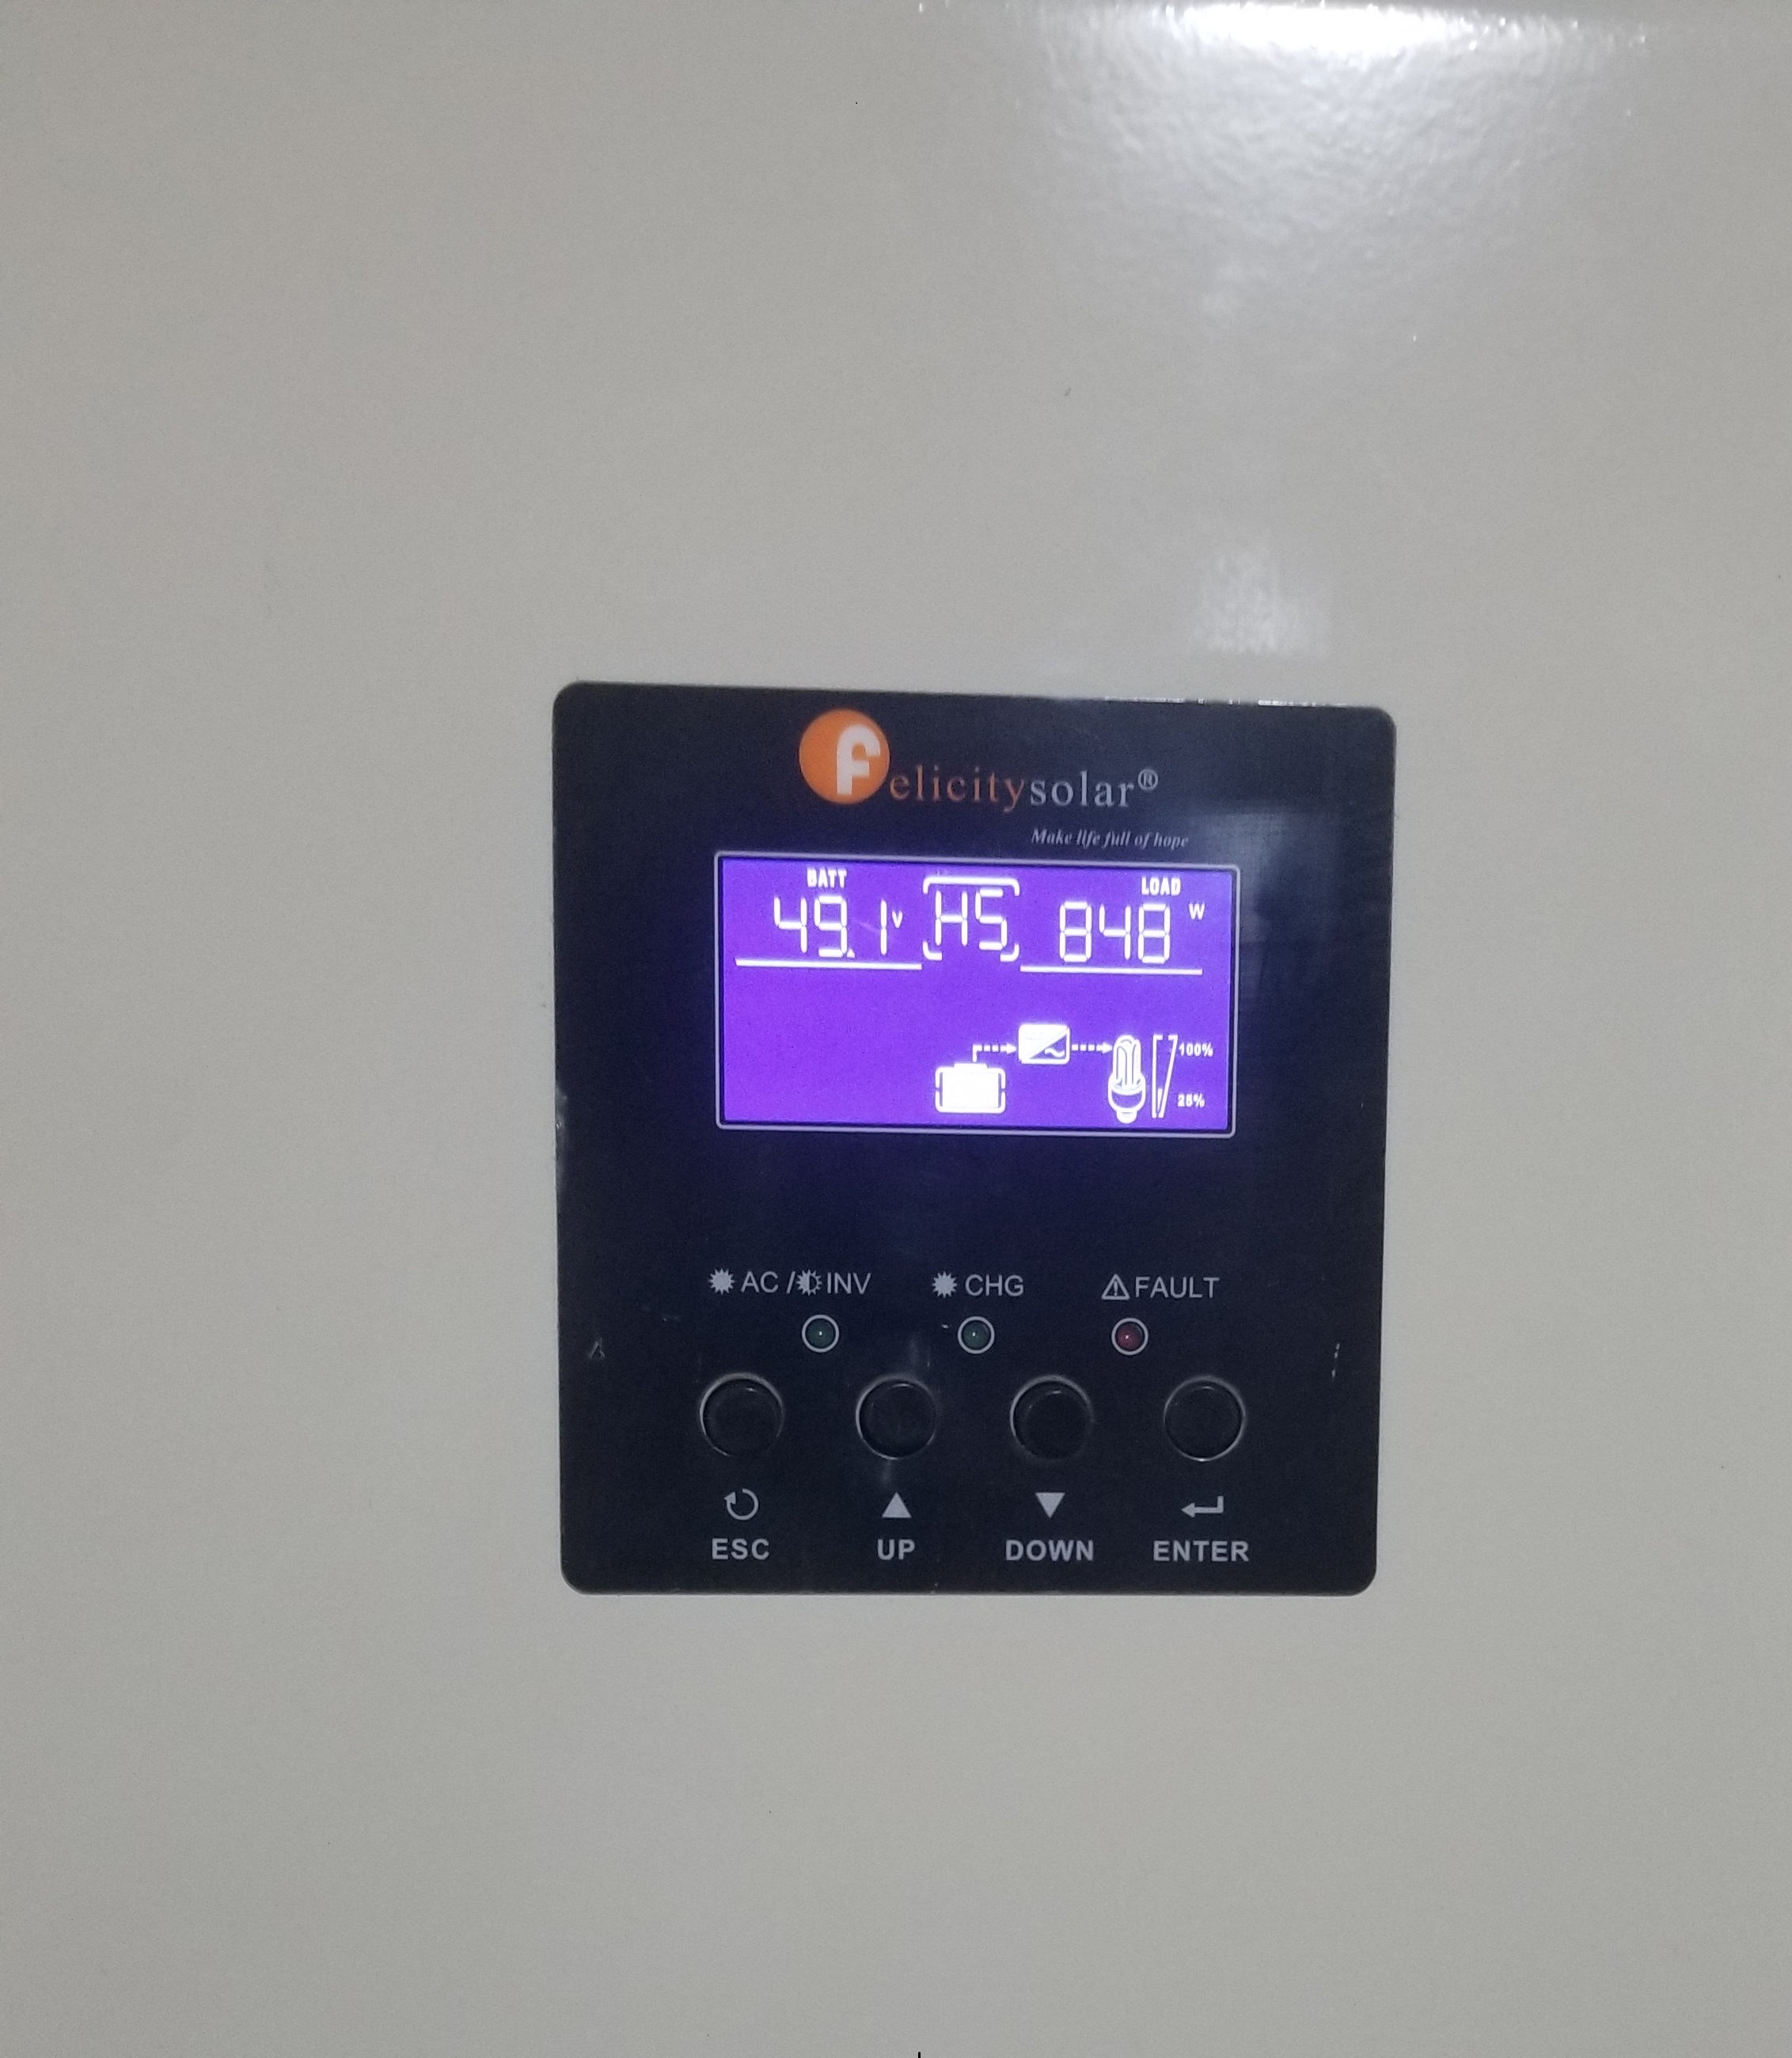 felicitysolar®
Make life full of hope
BATT LOAD
49.1V HS 848 W
100%
25%
AC / INV CHG FAULT
ESC UP DOWN ENTER